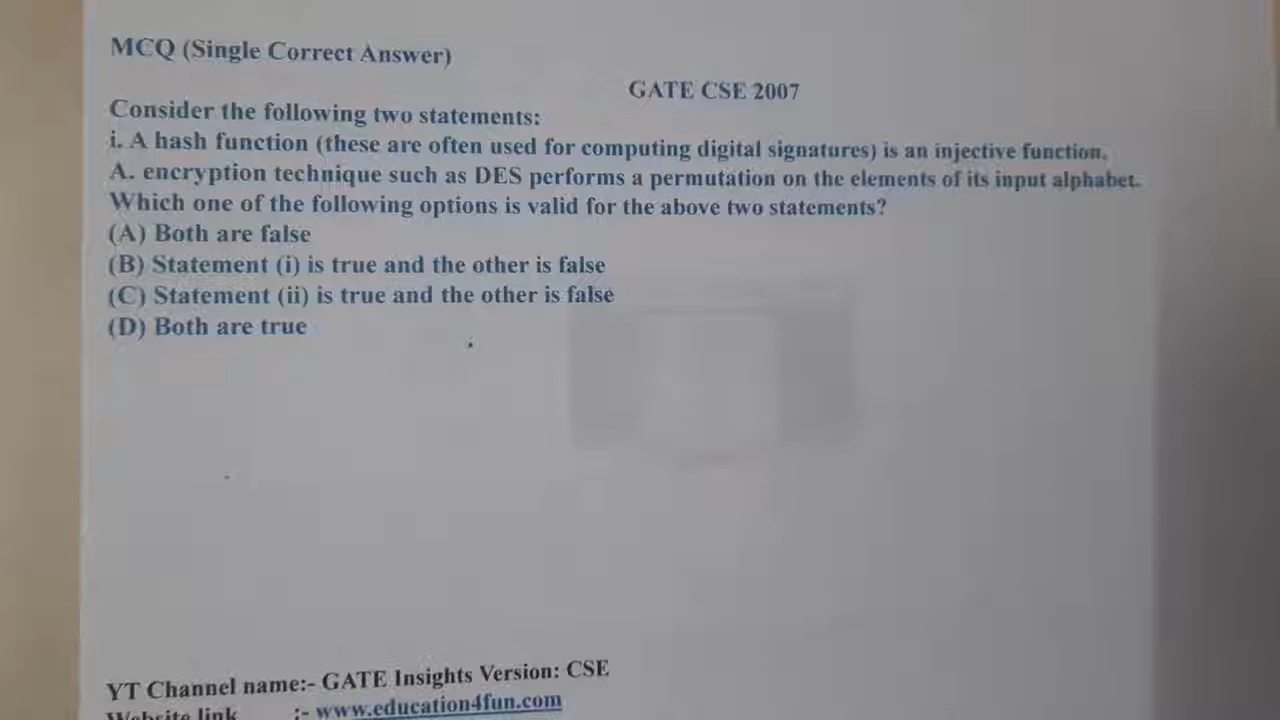 MCQ (Single Correct Answer)
GATE CSE 2007
Consider the following two statements:
i. A hash function (these are often used for computing digital signatures) is an injective function.
A. encryption technique such as DES performs a permutation on the elements of its input alphabet.
Which one of the following options is valid for the above two statements?
(A) Both are false
(B) Statement (i) is true and the other is false
(C) Statement (ii) is true and the other is false
(D) Both are true
YT Channel name:- GATE Insights Version: CSE
Website link :- www.education4fun.com